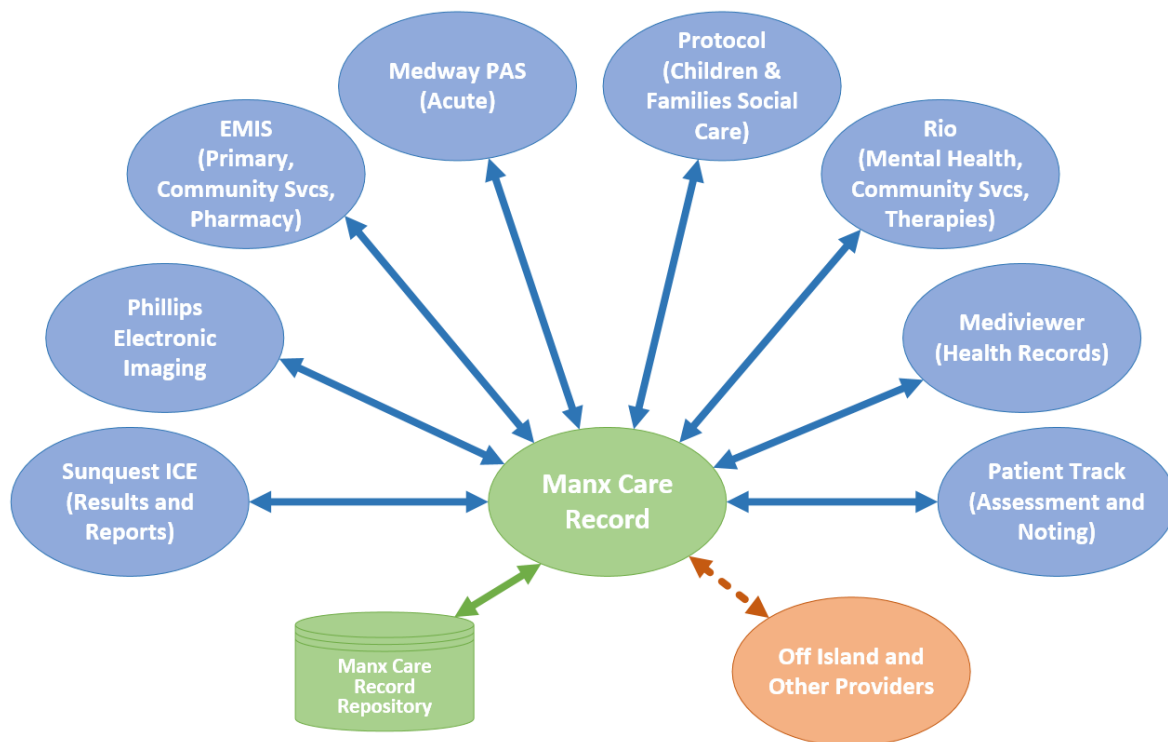 Protocol
(Children &
Families Social
Care)
Medway PAS
(Acute)
EMIS
(Primary,
Community Svcs,
Pharmacy)
Rio
(Mental Health,
Community Svcs,
Therapies)
Phillips
Electronic
Imaging
Mediviewer
(Health Records)
Sunquest ICE
(Results and
Reports)
Manx Care
Record
Patient Track
(Assessment and
Noting)
Manx Care
Record
Repository
Off Island and
Other Providers